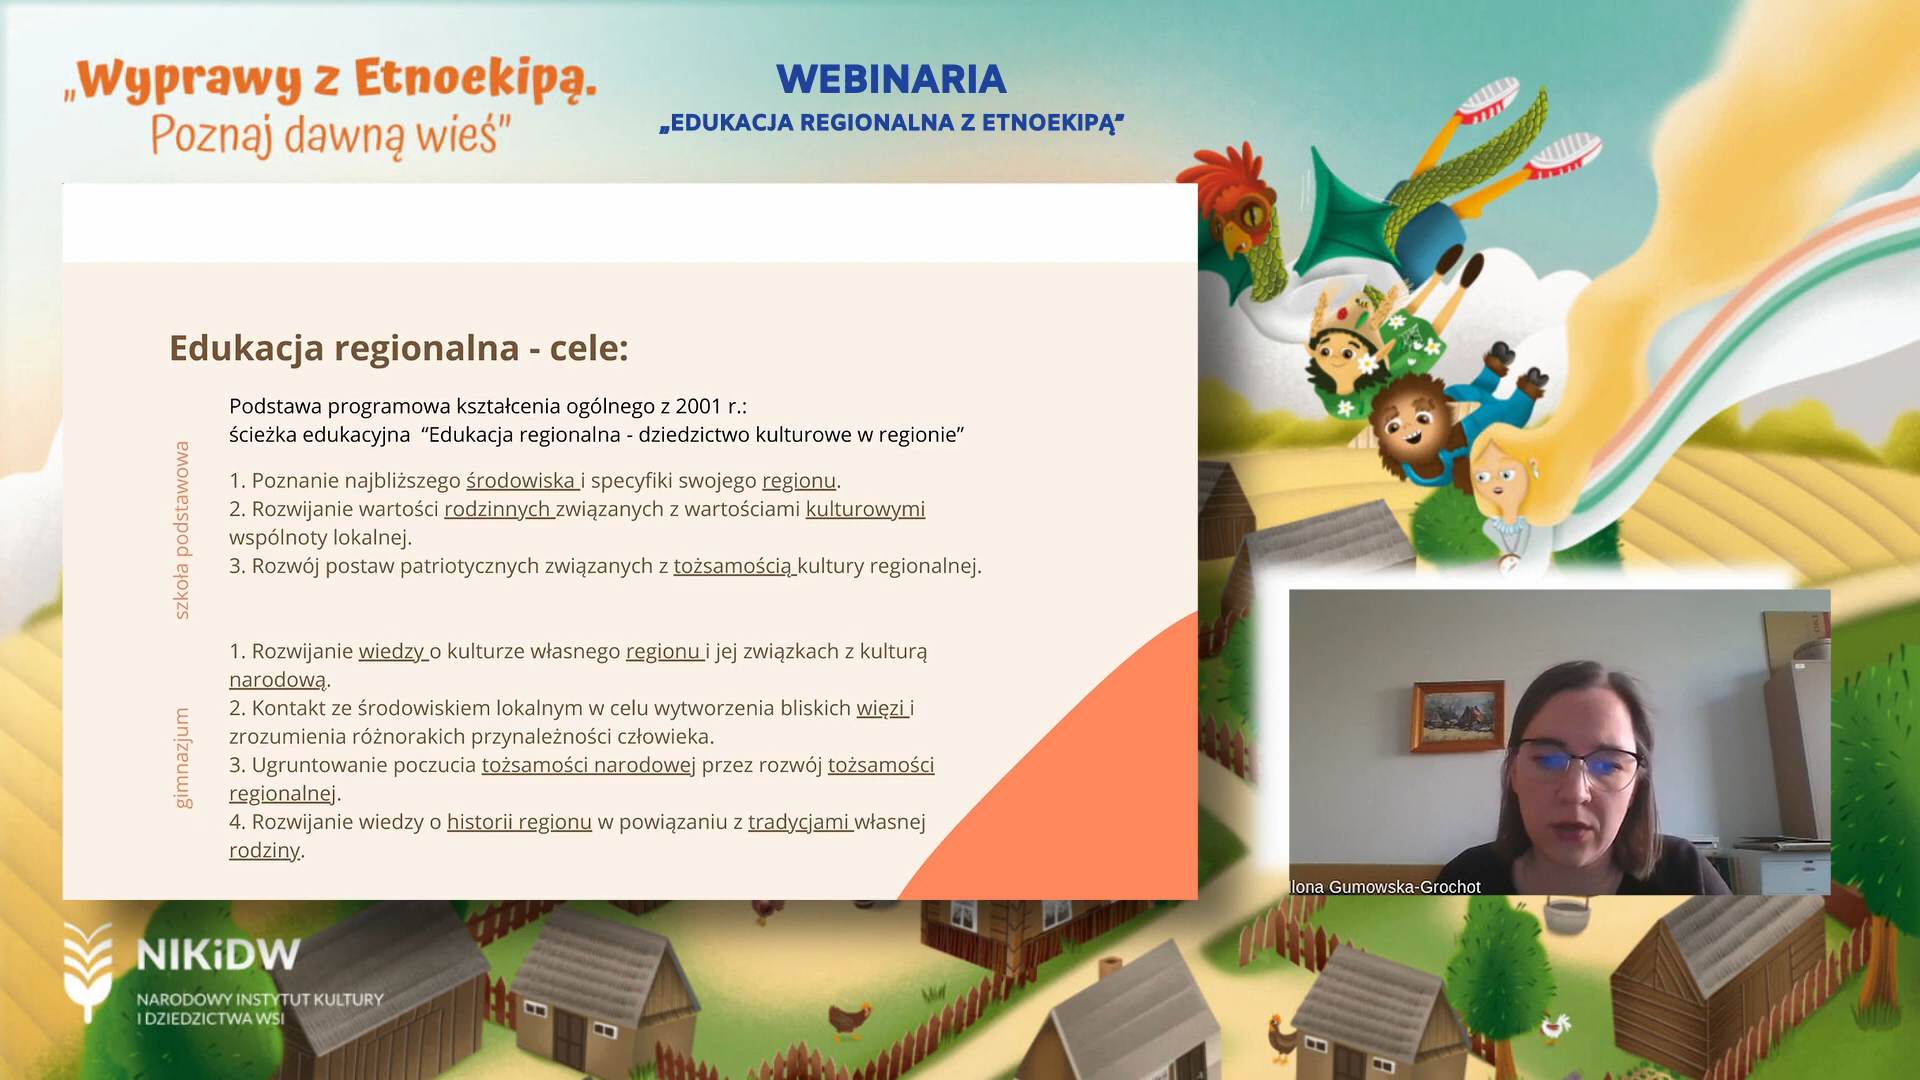 „Wyprawy z Etnoekipą.
Poznaj dawną wieś”
WEBINARIA
„EDUKACJA REGIONALNA Z ETNOEKIPĄ”
Edukacja regionalna - cele:
Podstawa programowa kształcenia ogólnego z 2001 r.:
ścieżka edukacyjna “Edukacja regionalna - dziedzictwo kulturowe w regionie”
szkoła podstawowa
1. Poznanie najbliższego środowiska i specyfiki swojego regionu.
2. Rozwijanie wartości rodzinnych związanych z wartościami kulturowymi
wspólnoty lokalnej.
3. Rozwój postaw patriotycznych związanych z tożsamością kultury regionalnej.
gimnazjum
1. Rozwijanie wiedzy o kulturze własnego regionu i jej związkach z kulturą
narodową.
2. Kontakt ze środowiskiem lokalnym w celu wytworzenia bliskich więzi i
zrozumienia różnorakich przynależności człowieka.
3. Ugruntowanie poczucia tożsamości narodowej przez rozwój tożsamości
regionalnej.
4. Rozwijanie wiedzy o historii regionu w powiązaniu z tradycjami własnej
rodziny.
Ilona Gumowska-Grochot
NIKiDW
NARODOWY INSTYTUT KULTURY
I DZIEDZICTWA WSI